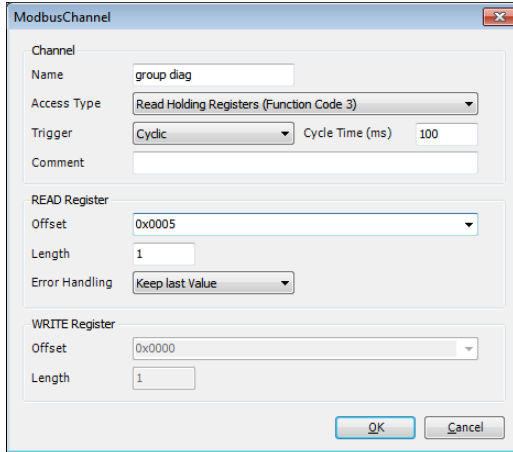 ModbusChannel
Channel
Name group diag
Access Type Read Holding Registers (Function Code 3)
Trigger Cyclic Cycle Time (ms) 100
Comment
READ Register
Offset 0x0005
Length 1
Error Handling Keep last Value
WRITE Register
Offset 0x0000
Length 1
OK Cancel